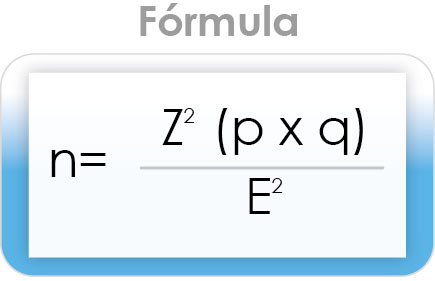 Fórmula
Z² (p x q)
n=
E²